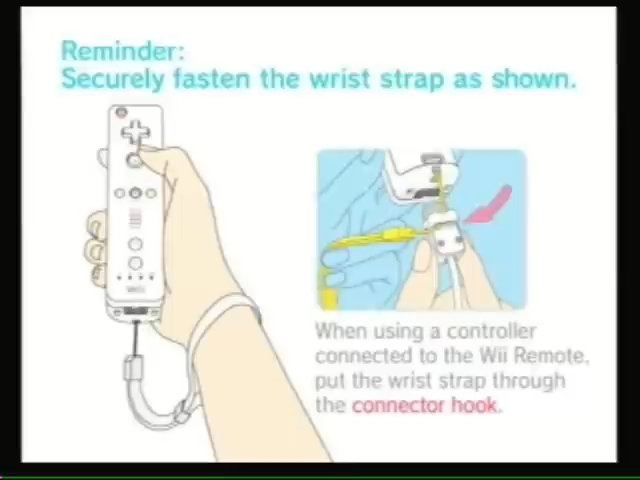 Reminder:
Securely fasten the wrist strap as shown.
Wii
When using a controller
connected to the Wii Remote,
put the wrist strap through
the connector hook.